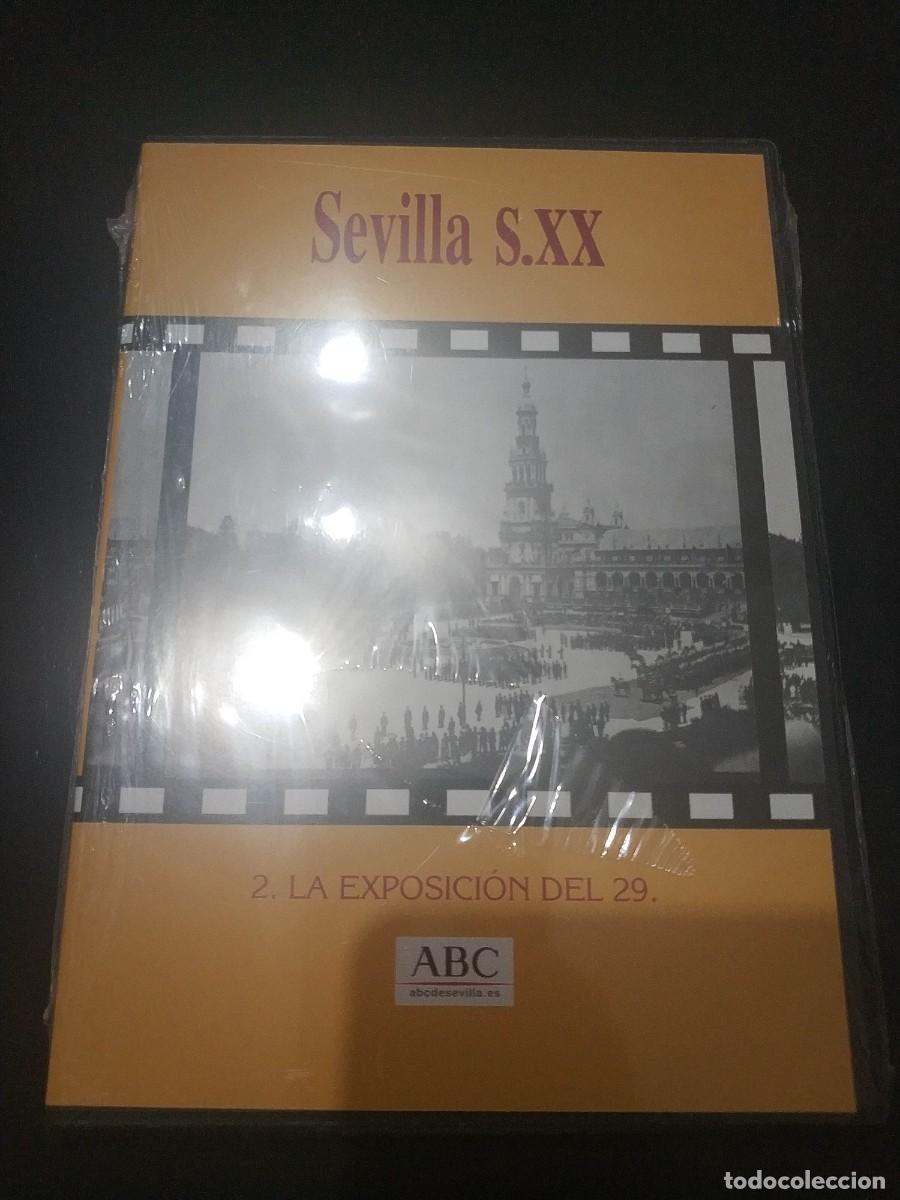 Sevilla S.XX
2. LA EXPOSICIÓN DEL 29.
ABC
abcdesevilla.es
todocoleccion